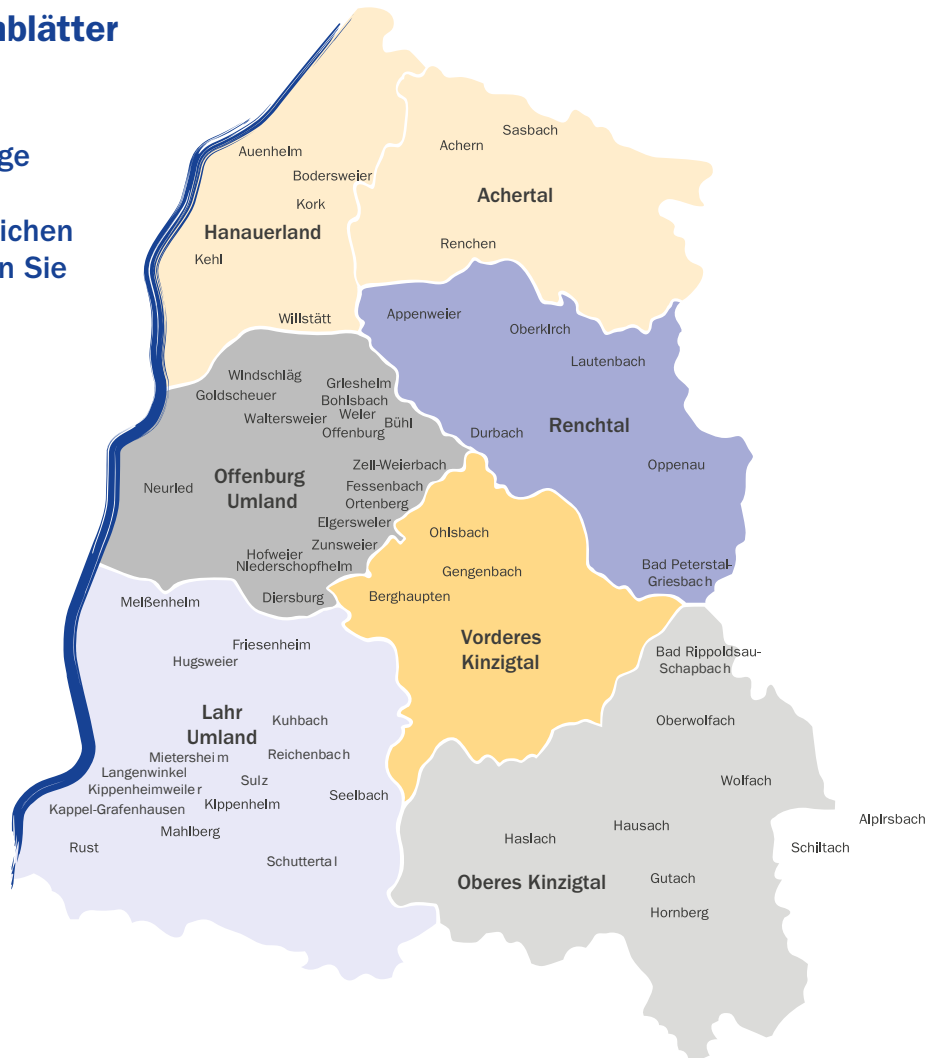 nblätter
ge
ichen
n Sie
Sasbach
Achern
Auenheim
Bodersweier
Achertal
Kork
Hanauerland
Renchen
Kehl
Willstätt
Appenweier
Oberkirch
Lautenbach
Windschläg
Griesheim
Goldscheuer
Bohlsbach
Waltersweier
Weier
Bühl
Offenburg
Durbach
Renchtal
Zell-Weierbach
Oppenau
Offenburg
Umland
Neuried
Fessenbach
Ortenberg
Elgersweier
Ohlsbach
Zunsweier
Hofweier
Niederschopfheim
Gengenbach
Bad Peterstal-
Griesbach
Diersburg
Berghaupten
Meißenheim
Friesenheim
Hugsweier
Vorderes
Kinzigtal
Bad Rippoldsau-
Schapbach
Lahr
Umland
Kuhbach
Oberwolfach
Mietersheim
Reichenbach
Langenwinkel
Sulz
Wolfach
Kippenheimweiler
Seelbach
Kappel-Grafenhausen
Kippenheim
Mahlberg
Hausach
Alpirsbach
Haslach
Rust
Schiltach
Schuttertal
Oberes Kinzigtal
Gutach
Hornberg